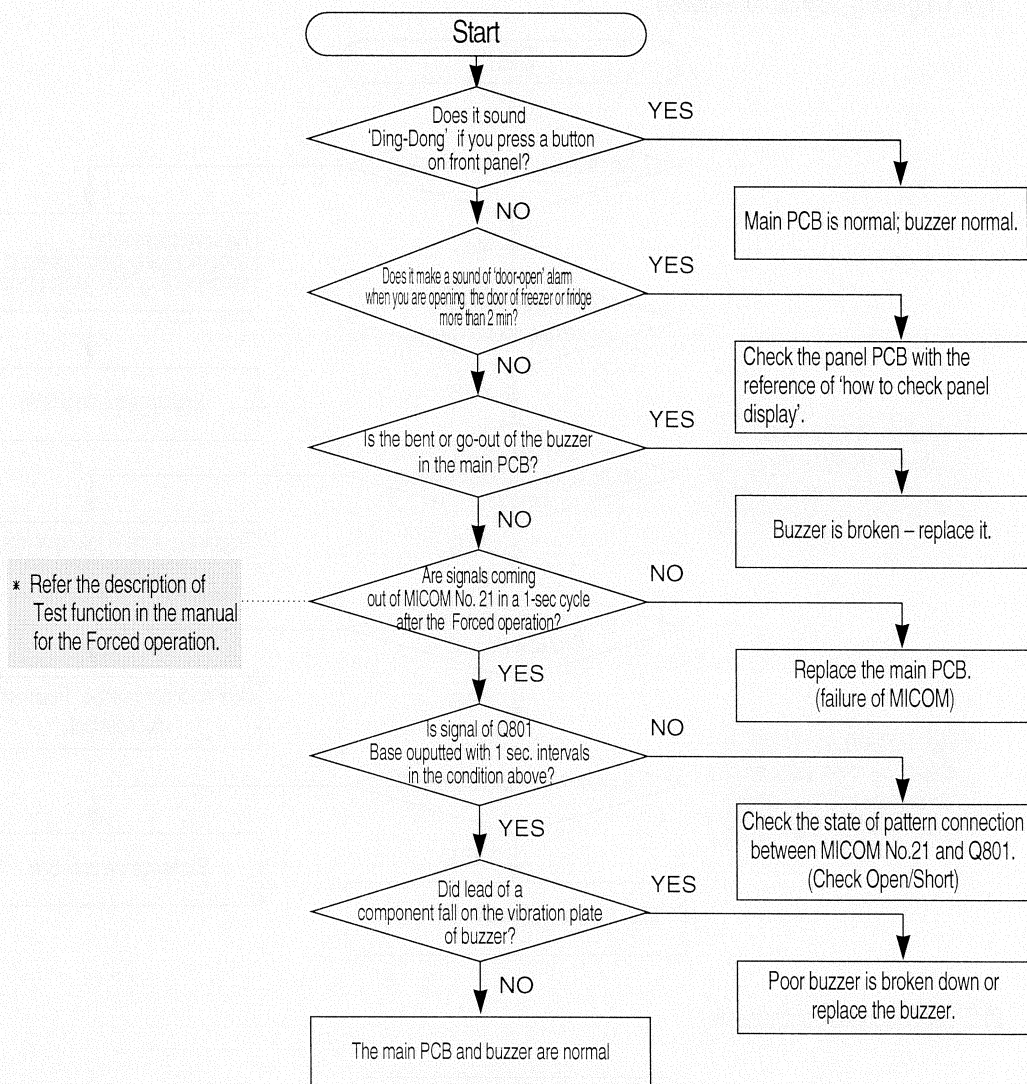 Start
Does it sound
'Ding-Dong' if you press a button
on front panel?
YES
Main PCB is normal; buzzer normal.
NO
Does it make a sound of 'door-open' alarm
when you are opening the door of freezer or fridge
more than 2 min?
YES
Check the panel PCB with the
reference of 'how to check panel
display'.
NO
Is the bent or go-out of the buzzer
in the main PCB?
YES
Buzzer is broken – replace it.
NO
* Refer the description of
Test function in the manual
for the Forced operation.
Are signals coming
out of MICOM No. 21 in a 1-sec cycle
after the Forced operation?
NO
Replace the main PCB.
(failure of MICOM)
YES
Is signal of Q801
Base ouputted with 1 sec. intervals
in the condition above?
NO
Check the state of pattern connection
between MICOM No.21 and Q801.
(Check Open/Short)
YES
Did lead of a
component fall on the vibration plate
of buzzer?
YES
Poor buzzer is broken down or
replace the buzzer.
NO
The main PCB and buzzer are normal